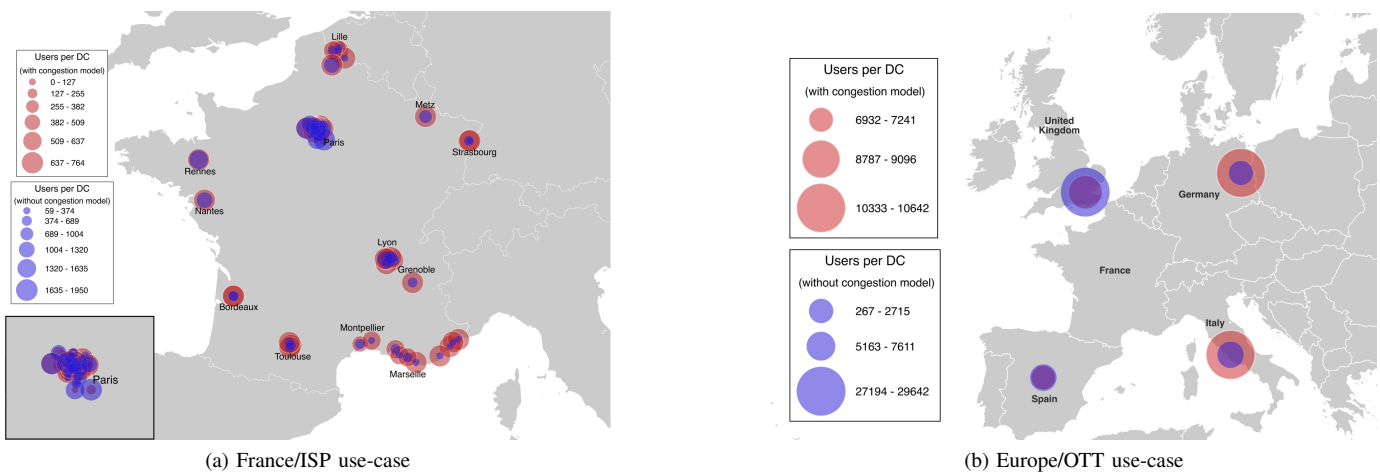 Users per DC
(with congestion model)
0 - 127
127 - 255
255 - 382
382 - 509
509 - 637
637 - 764
Users per DC
(without congestion model)
59 - 374
374 - 689
689 - 1004
1004 - 1320
1320 - 1635
1635 - 1950
Lille
Metz
Paris
Strasbourg
Rennes
Nantes
Lyon
Grenoble
Bordeaux
Montpellier
Toulouse
Marseille
Paris
(a) France/ISP use-case
Users per DC
(with congestion model)
6932 - 7241
8787 - 9096
10333 - 10642
Users per DC
(without congestion model)
267 - 2715
5163 - 7611
27194 - 29642
United
Kingdom
Germany
France
Italy
Spain
(b) Europe/OTT use-case